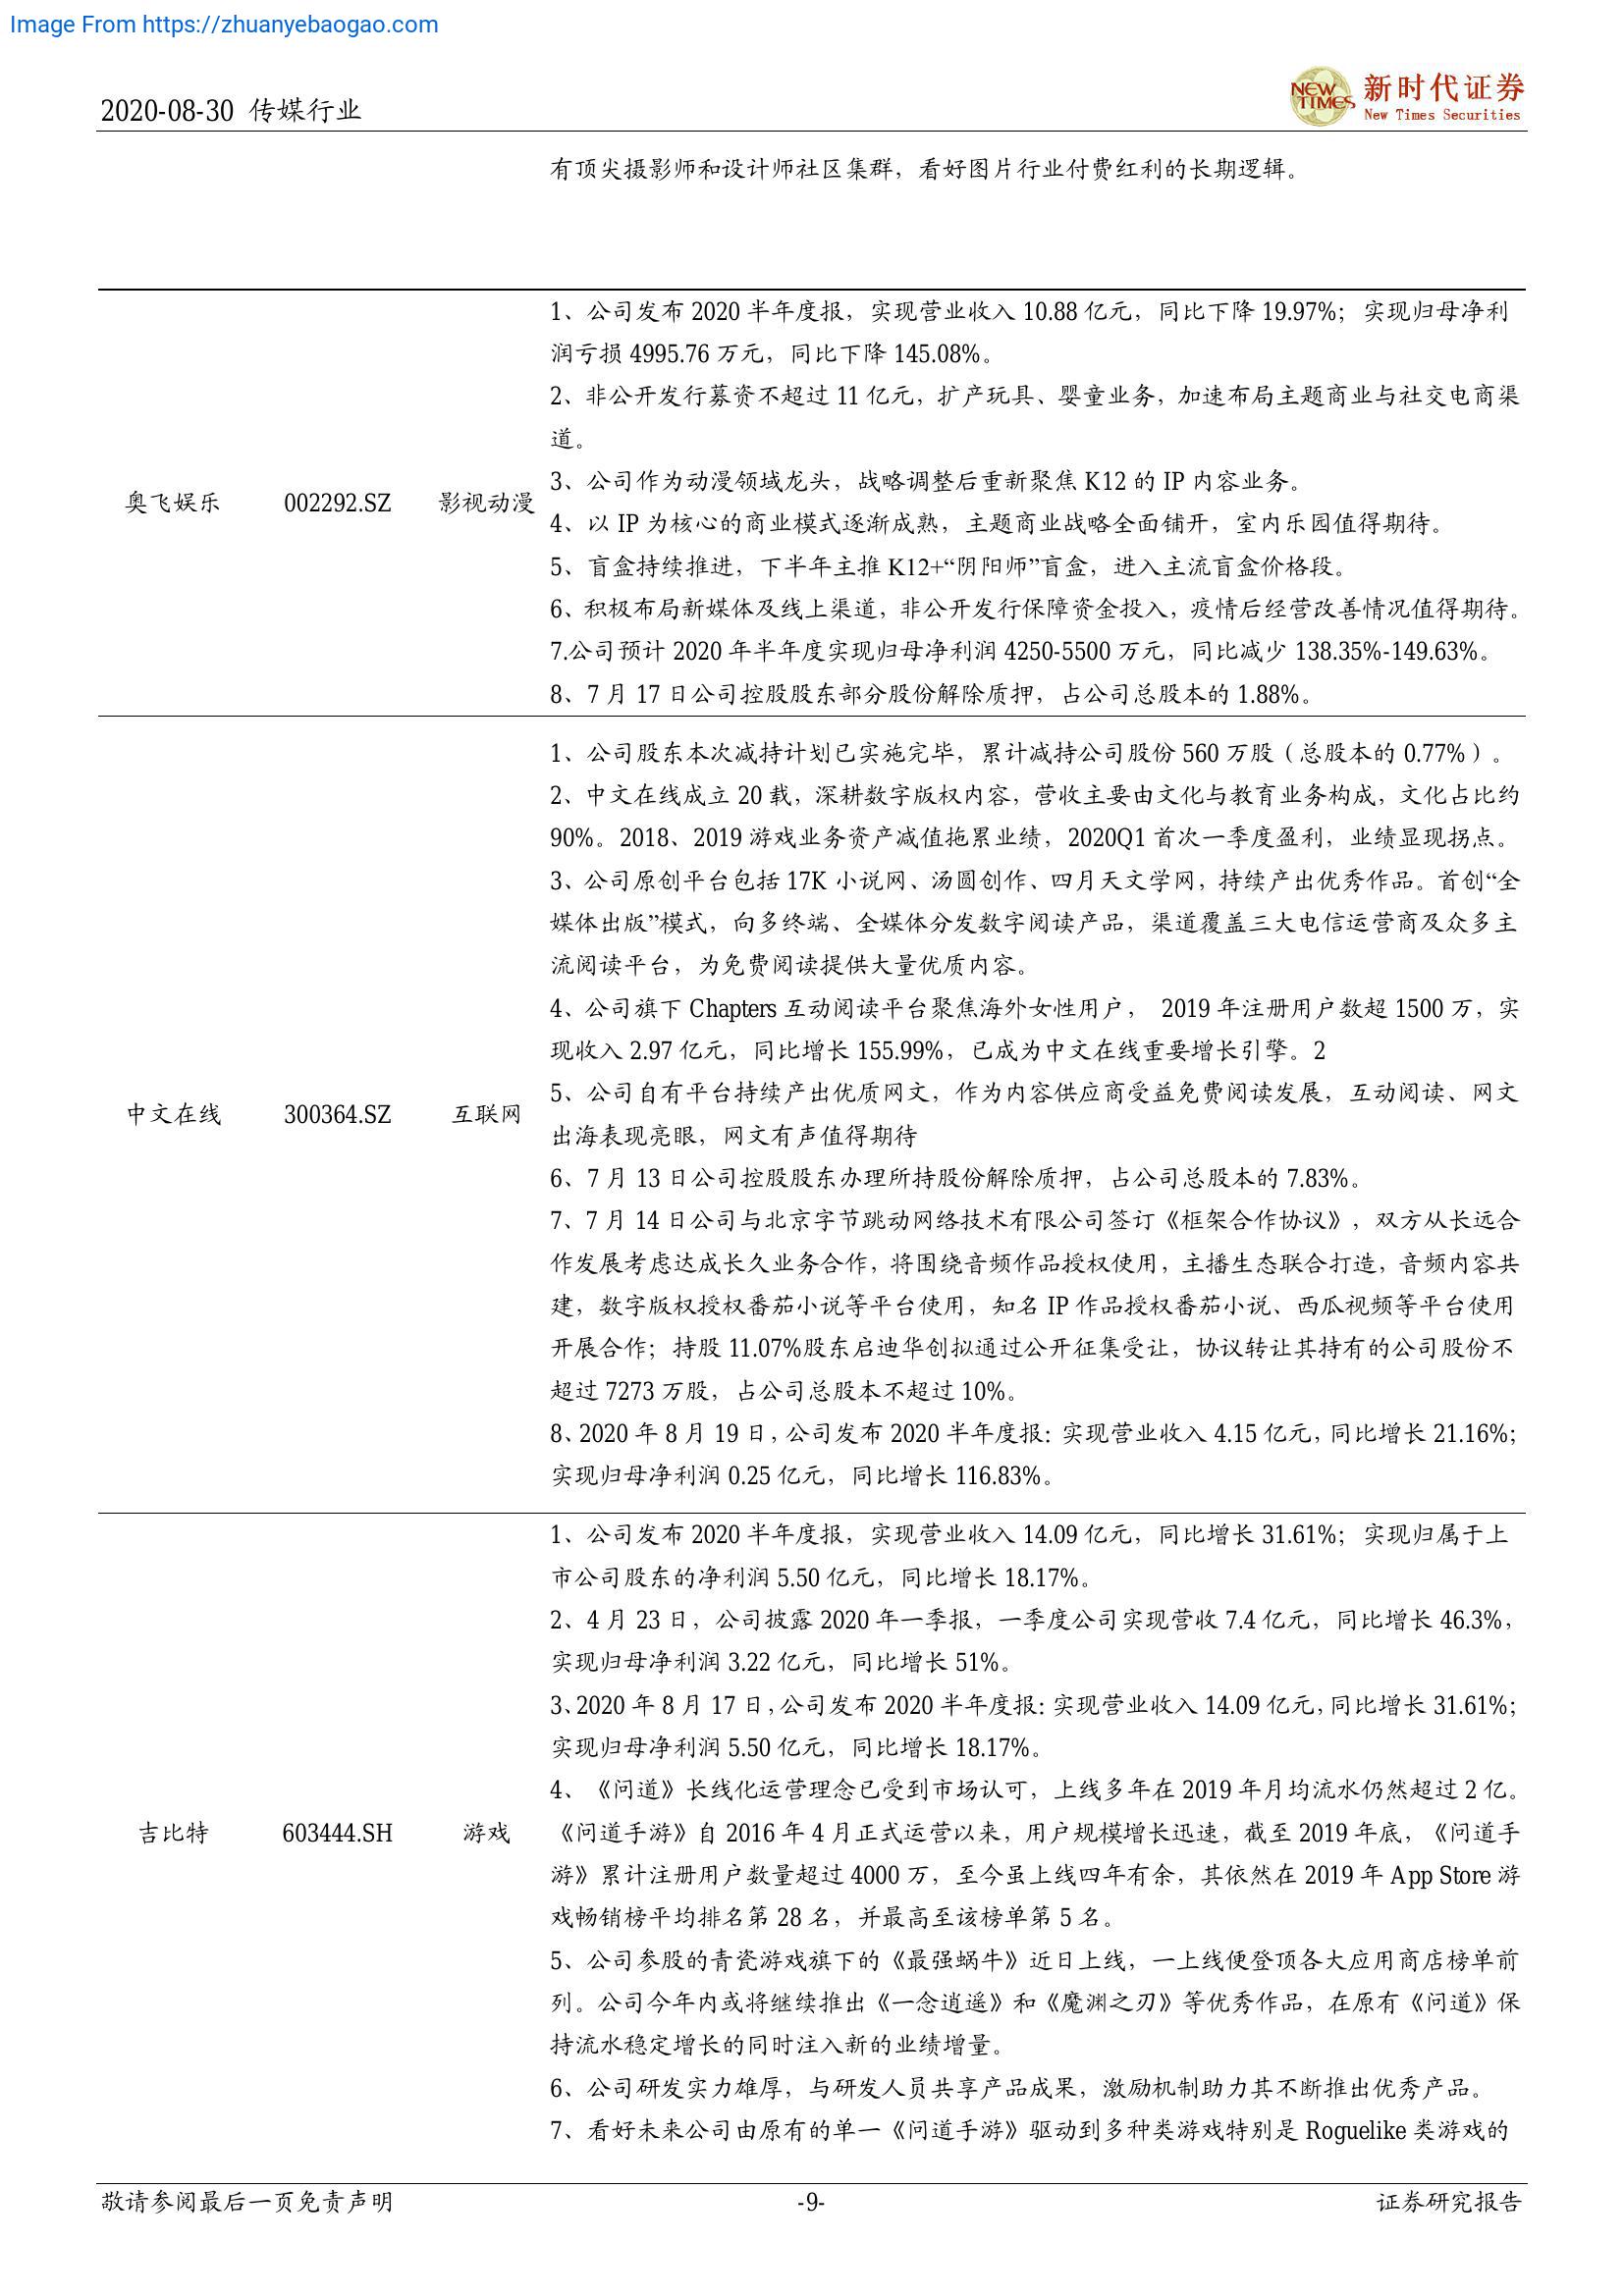 Image From https://zhuanyebaogao.com
2020-08-30 传媒行业
NEW TIMES
新时代证券
New Times Securities
有顶尖摄影师和设计师社区集群，看好图片行业付费红利的长期逻辑。
奥飞娱乐 002292.SZ 影视动漫
1、公司发布 2020 半年度报，实现营业收入 10.88 亿元，同比下降 19.97%；实现归母净利
润亏损 4995.76 万元，同比下降 145.08%。
2、非公开发行募资不超过 11 亿元，扩产玩具、婴童业务，加速布局主题商业与社交电商渠
道。
3、公司作为动漫领域龙头，战略调整后重新聚焦 K12 的 IP 内容业务。
4、以 IP 为核心的商业模式逐渐成熟，主题商业战略全面铺开，室内乐园值得期待。
5、盲盒持续推进，下半年主推 K12+“阴阳师”盲盒，进入主流盲盒价格段。
6、积极布局新媒体及线上渠道，非公开发行保障资金投入，疫情后经营改善情况值得期待。
7.公司预计 2020 年半年度实现归母净利润 4250-5500 万元，同比减少 138.35%-149.63%。
8、7 月 17 日公司控股股东部分股份解除质押，占公司总股本的 1.88%。
中文在线 300364.SZ 互联网
1、公司股东本次减持计划已实施完毕，累计减持公司股份 560 万股（总股本的 0.77%）。
2、中文在线成立 20 载，深耕数字版权内容，营收主要由文化与教育业务构成，文化占比约
90%。2018、2019 游戏业务资产减值拖累业绩，2020Q1 首次一季度盈利，业绩显现拐点。
3、公司原创平台包括 17K 小说网、汤圆创作、四月天文学网，持续产出优秀作品。首创“全
媒体出版”模式，向多终端、全媒体分发数字阅读产品，渠道覆盖三大电信运营商及众多主
流阅读平台，为免费阅读提供大量优质内容。
4、公司旗下 Chapters 互动阅读平台聚焦海外女性用户， 2019 年注册用户数超 1500 万，实
现收入 2.97 亿元，同比增长 155.99%，已成为中文在线重要增长引擎。2
5、公司自有平台持续产出优质网文，作为内容供应商受益免费阅读发展，互动阅读、网文
出海表现亮眼，网文有声值得期待
6、7 月 13 日公司控股股东办理所持股份解除质押，占公司总股本的 7.83%。
7、7 月 14 日公司与北京字节跳动网络技术有限公司签订《框架合作协议》，双方从长远合
作发展考虑达成长久业务合作，将围绕音频作品授权使用，主播生态联合打造，音频内容共
建，数字版权授权番茄小说等平台使用，知名 IP 作品授权番茄小说、西瓜视频等平台使用
开展合作；持股 11.07%股东启迪华创拟通过公开征集受让，协议转让其持有的公司股份不
超过 7273 万股，占公司总股本不超过 10%。
8、2020 年 8 月 19 日，公司发布 2020 半年度报：实现营业收入 4.15 亿元，同比增长 21.16%；
实现归母净利润 0.25 亿元，同比增长 116.83%。
吉比特 603444.SH 游戏
1、公司发布 2020 半年度报，实现营业收入 14.09 亿元，同比增长 31.61%；实现归属于上
市公司股东的净利润 5.50 亿元，同比增长 18.17%。
2、4 月 23 日，公司披露 2020 年一季报，一季度公司实现营收 7.4 亿元，同比增长 46.3%，
实现归母净利润 3.22 亿元，同比增长 51%。
3、2020 年 8 月 17 日，公司发布 2020 半年度报：实现营业收入 14.09 亿元，同比增长 31.61%；
实现归母净利润 5.50 亿元，同比增长 18.17%。
4、《问道》长线化运营理念已受到市场认可，上线多年在 2019 年月均流水仍然超过 2 亿。
《问道手游》自 2016 年 4 月正式运营以来，用户规模增长迅速，截至 2019 年底，《问道手
游》累计注册用户数量超过 4000 万，至今虽上线四年有余，其依然在 2019 年 App Store 游
戏畅销榜平均排名第 28 名，并最高至该榜单第 5 名。
5、公司参股的青瓷游戏旗下的《最强蜗牛》近日上线，一上线便登顶各大应用商店榜单前
列。公司今年内或将继续推出《一念逍遥》和《魔渊之刃》等优秀作品，在原有《问道》保
持流水稳定增长的同时注入新的业绩增量。
6、公司研发实力雄厚，与研发人员共享产品成果，激励机制助力其不断推出优秀产品。
7、看好未来公司由原有的单一《问道手游》驱动到多种类游戏特别是 Roguelike 类游戏的
敬请参阅最后一页免责声明 -9- 证券研究报告